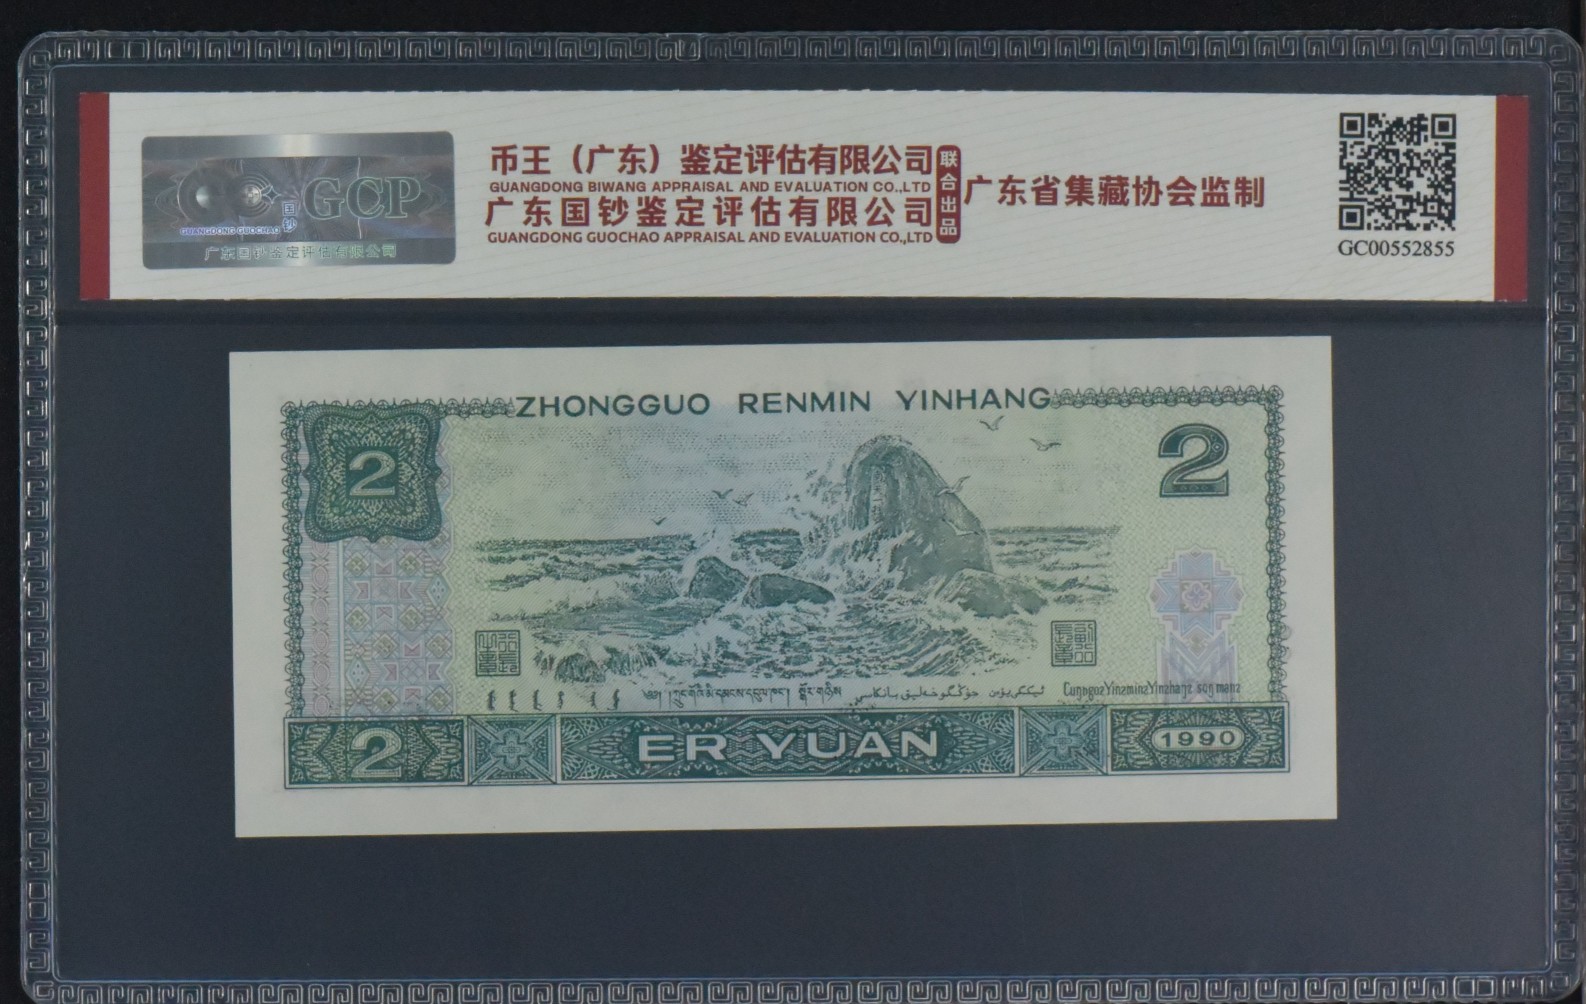 GCP
国钞
GUANGDONG GUOCHAO
广东国钞鉴定评估有限公司
币王（广东）鉴定评估有限公司
GUANGDONG BIWANG APPRAISAL AND EVALUATION CO.,LTD
广东国钞鉴定评估有限公司
GUANGDONG GUOCHAO APPRAISAL AND EVALUATION CO.,LTD
联合出品
广东省集藏协会监制
GC00552855
ZHONGGUO RENMIN YINHANG
2
2
2
ER YUAN
1990